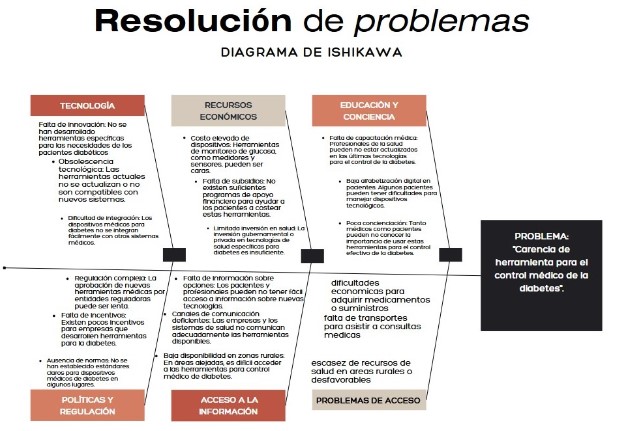 Resolución de problemas
DIAGRAMA DE ISHIKAWA
TECNOLOGÍA
Falta de innovación: No se
han desarrollado
herramientas específicas
para las necesidades de los
pacientes diabéticos
Obsolescencia
tecnológica: Las
herramientas actuales
no se actualizan o no
son compatibles con
nuevos sistemas.
Dificultad de integración: Los
dispositivos médicos para
diabetes no se integran
fácilmente con otros sistemas
médicos.
RECURSOS
ECONÓMICOS
Costo elevado de
dispositivos: Herramientas
de monitoreo de glucosa,
como medidores y
sensores, pueden ser
caras.
Falta de subsidios: No
existen suficientes
programas de apoyo
financiero para ayudar a
los pacientes a costear
estas herramientas.
Limitada inversión en salud: La
inversión gubernamental o
privada en tecnologías de
salud específicas para
diabetes es insuficiente.
EDUCACIÓN Y
CONCIENCIA
Falta de capacitación médica:
Profesionales de la salud
pueden no estar actualizados
en las últimas tecnologías
para el control de la diabetes.
Baja alfabetización digital en
pacientes: Algunos pacientes
pueden tener dificultades para
manejar dispositivos
tecnológicos.
Poca concienciación: Tanto
médicos como pacientes
pueden no conocer la
importancia de usar estas
herramientas para el control
efectivo de la diabetes.
PROBLEMA:
"Carencia de
herramienta para el
control médico de la
diabetes".
Regulación compleja: La
aprobación de nuevas
herramientas médicas por
entidades reguladoras
puede ser lenta.
Falta de incentivos:
Existen pocos incentivos
para empresas que
desarrollen herramientas
para la diabetes.
Ausencia de normas: No se
han establecido estándares
claros para dispositivos
médicos de diabetes en
algunos lugares.
POLÍTICAS Y
REGULACIÓN
Falta de información sobre
opciones: Los pacientes y
profesionales pueden no tener fácil
acceso a información sobre nuevas
tecnologías.
Canales de comunicación
deficientes: Las empresas y los
sistemas de salud no comunican
adecuadamente las herramientas
disponibles.
Baja disponibilidad en zonas rurales:
En áreas alejadas, es difícil acceder
a las herramientas para control
médico de diabetes.
ACCESO A LA
INFORMACIÓN
dificultades
economicas para
adquirir medicamentos
o suministros
falta de transportes
para asistir a consultas
medicas
escasez de recursos de
salud en areas rurales o
desfavorables
PROBLEMAS DE ACCESO